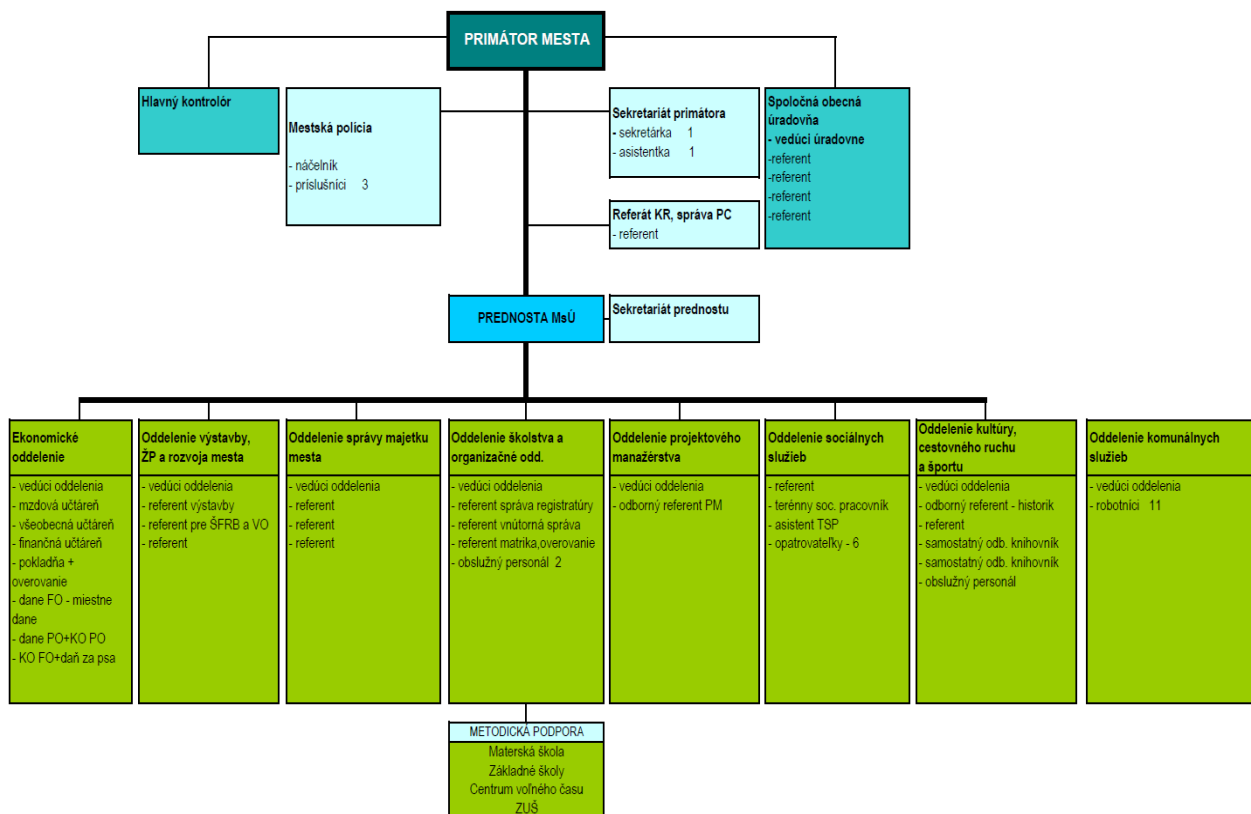 PRIMÁTOR MESTA
Hlavný kontrolór
Mestská polícia
- náčelník
- príslušníci 3
Sekretariát primátora
- sekretárka 1
- asistentka 1
Spoločná obecná
úradovňa
- vedúci úradovne
-referent
-referent
-referent
-referent
Referát KR, správa PC
- referent
PREDNOSTA MsÚ
Sekretariát prednostu
Ekonomické
oddelenie
- vedúci oddelenia
- mzdová učtáreň
- všeobecná učtáreň
- finančná učtáreň
- pokladňa +
overovanie
- dane FO - miestne
dane
- dane PO+KO PO
- KO FO+daň za psa
Oddelenie výstavby,
ŽP a rozvoja mesta
- vedúci oddelenia
- referent výstavby
- referent pre ŠFRB a VO
- referent
Oddelenie správy majetku
mesta
- vedúci oddelenia
- referent
- referent
- referent
Oddelenie školstva a
organizačné odd.
- vedúci oddelenia
- referent správa registratúry
- referent vnútorná správa
- referent matrika,overovanie
- obslužný personál 2
Oddelenie projektového
manažérstva
- vedúci oddelenia
- odborný referent PM
Oddelenie sociálnych
služieb
- referent
- terénny soc. pracovník
- asistent TSP
- opatrovateľky - 6
Oddelenie kultúry,
cestovného ruchu
a športu
- vedúci oddelenia
- odborný referent - historik
- referent
- samostatný odb. knihovník
- samostatný odb. knihovník
- obslužný personál
Oddelenie komunálnych
služieb
- vedúci oddelenia
- robotníci 11
METODICKÁ PODPORA
Materská škola
Základné školy
Centrum voľného času
ZUŠ